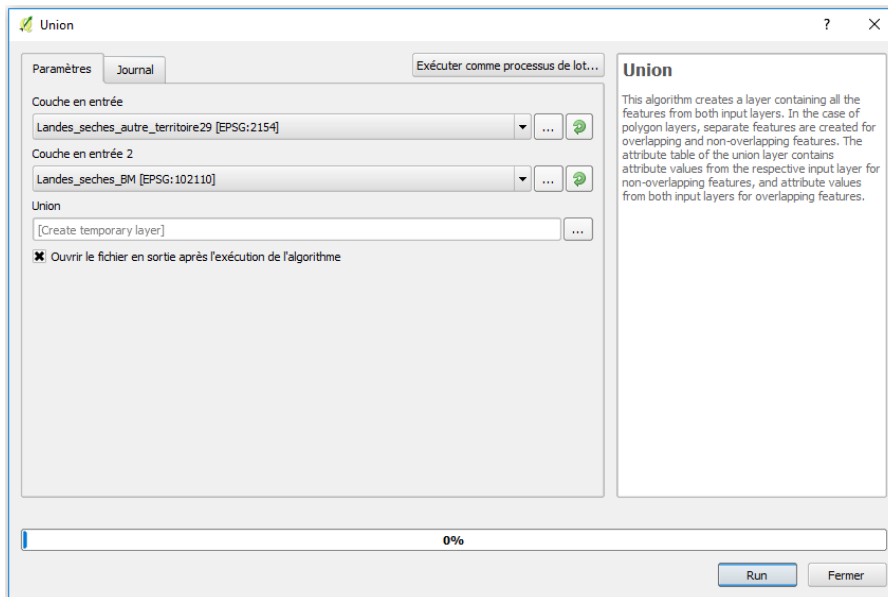 Union
?
Paramètres
Journal
Exécuter comme processus de lot...
Couche en entrée
Landes_seches_autre_territoire29 [EPSG:2154]
...
Couche en entrée 2
Landes_seches_BM [EPSG:102110]
...
Union
[Create temporary layer]
...
Ouvrir le fichier en sortie après l'exécution de l'algorithme
Union
This algorithm creates a layer containing all the
features from both input layers. In the case of
polygon layers, separate features are created for
overlapping and non-overlapping features. The
attribute table of the union layer contains
attribute values from the respective input layer for
non-overlapping features, and attribute values
from both input layers for overlapping features.
0%
Run
Fermer